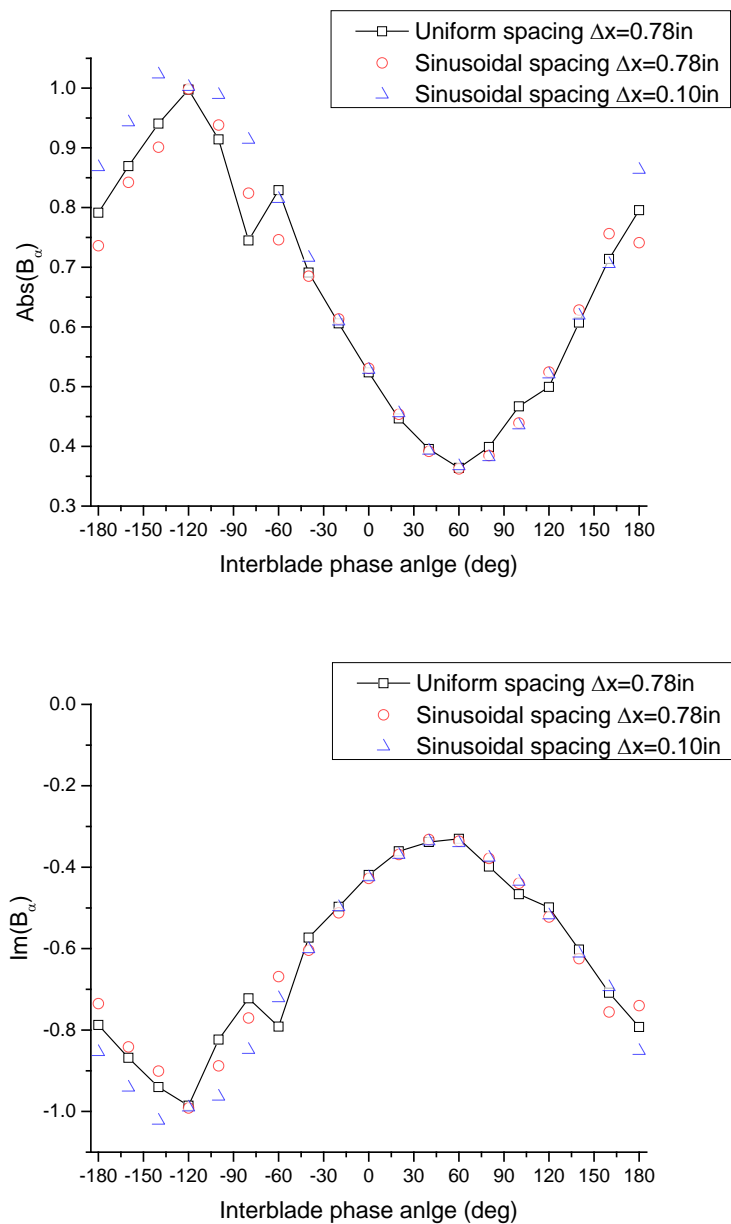 Uniform spacing Δx=0.78in
Sinusoidal spacing Δx=0.78in
Sinusoidal spacing Δx=0.10in
1.0
0.9
0.8
0.7
0.6
0.5
0.4
0.3
Abs(Bα)
-180 -150 -120 -90 -60 -30 0 30 60 90 120 150 180
Interblade phase anlge (deg)
Uniform spacing Δx=0.78in
Sinusoidal spacing Δx=0.78in
Sinusoidal spacing Δx=0.10in
0.0
-0.2
-0.4
-0.6
-0.8
-1.0
Im(Bα)
-180 -150 -120 -90 -60 -30 0 30 60 90 120 150 180
Interblade phase anlge (deg)